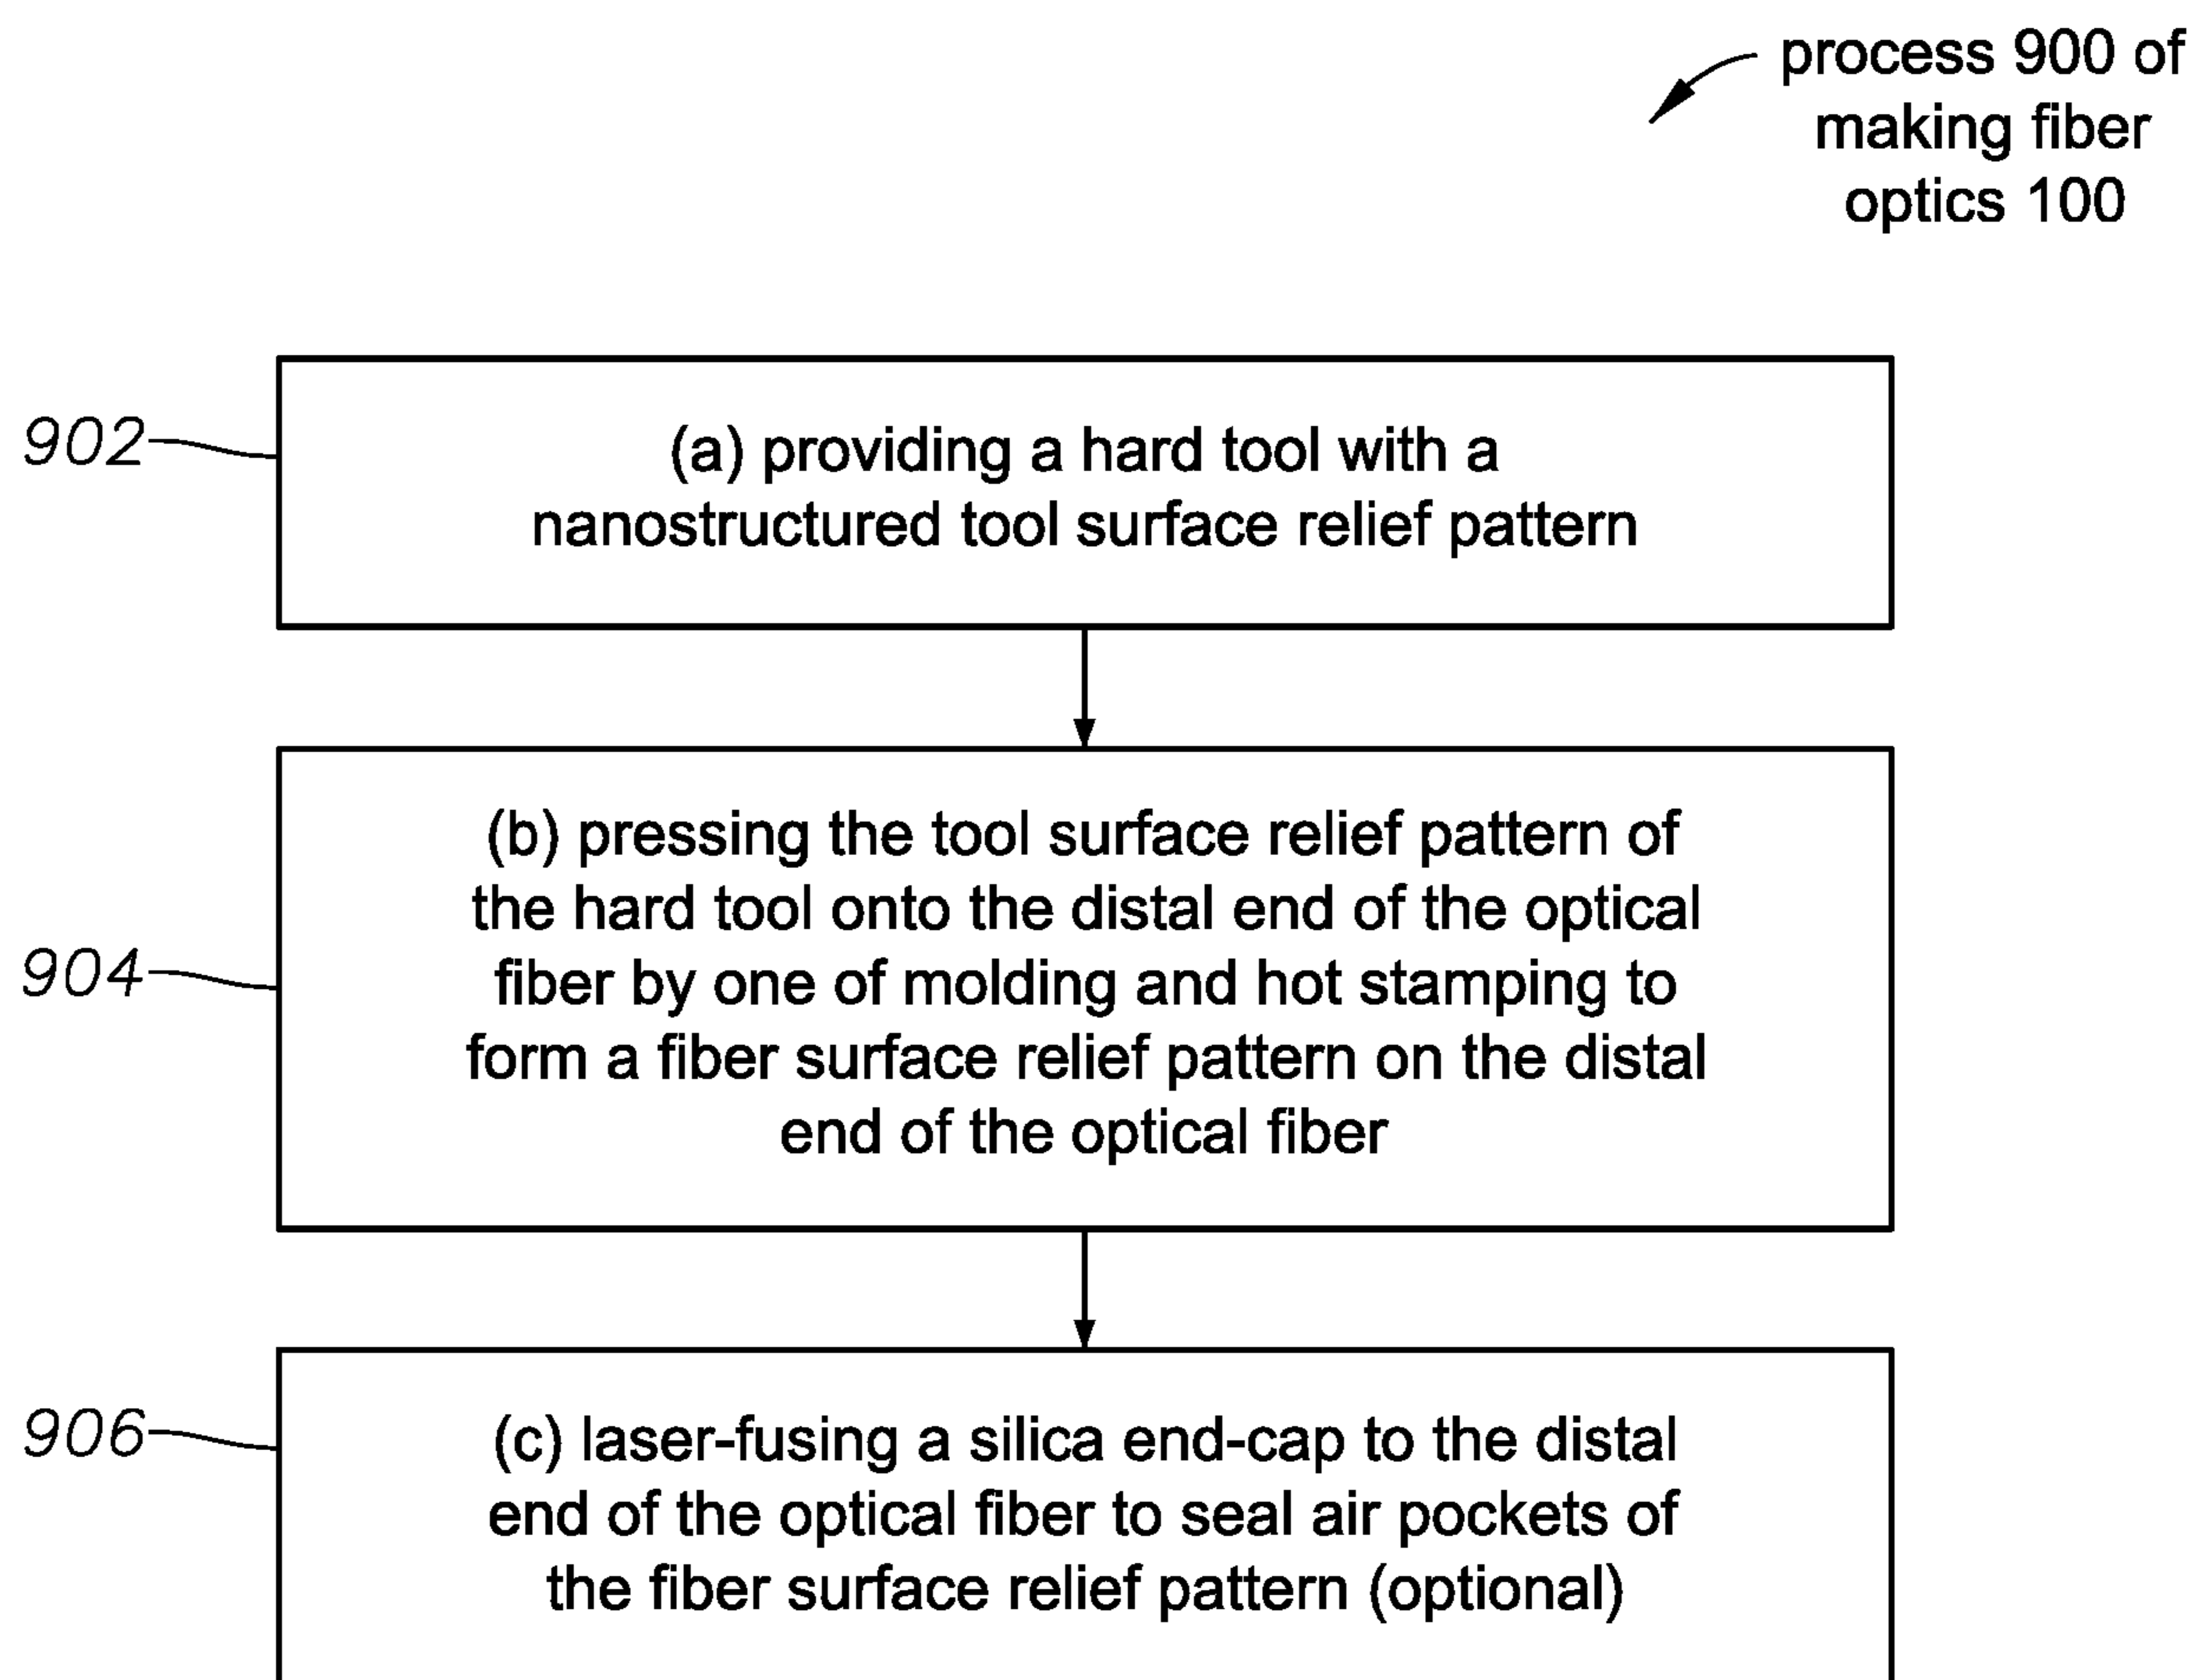 process 900 of
making fiber
optics 100
902
(a) providing a hard tool with a
nanostructured tool surface relief pattern
904
(b) pressing the tool surface relief pattern of
the hard tool onto the distal end of the optical
fiber by one of molding and hot stamping to
form a fiber surface relief pattern on the distal
end of the optical fiber
906
(c) laser-fusing a silica end-cap to the distal
end of the optical fiber to seal air pockets of
the fiber surface relief pattern (optional)